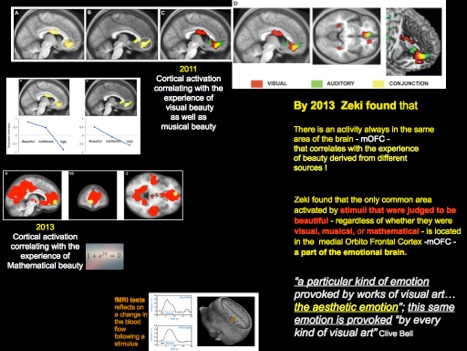 A
B
C
D
VISUAL
AUDITORY
CONJUNCTION
2011
Cortical activation
correlating with the
experience of
visual beauty
as well as
musical beauty
Beautiful
Indifferent
Ugly
Beautiful
Indifferent
Ugly
By 2013 Zeki found that
There is an activity always in the same
area of the brain - mOFC -
that correlates with the experience
of beauty derived from different
sources !
2013
Cortical activation
correlating with the
experience of
Mathematical beauty
Zeki found that the only common area
activated by stimuli that were judged to be
beautiful - regardless of whether they were
visual, musical, or mathematical - is located
in the medial Orbito Frontal Cortex -mOFC -
a part of the emotional brain.
fMRI tests
reflects on
a change in
the blood
flow
following a
stimulus
“a particular kind of emotion
provoked by works of visual art…
the aesthetic emotion”; this same
emotion is provoked “by every
kind of visual art” Clive Bell